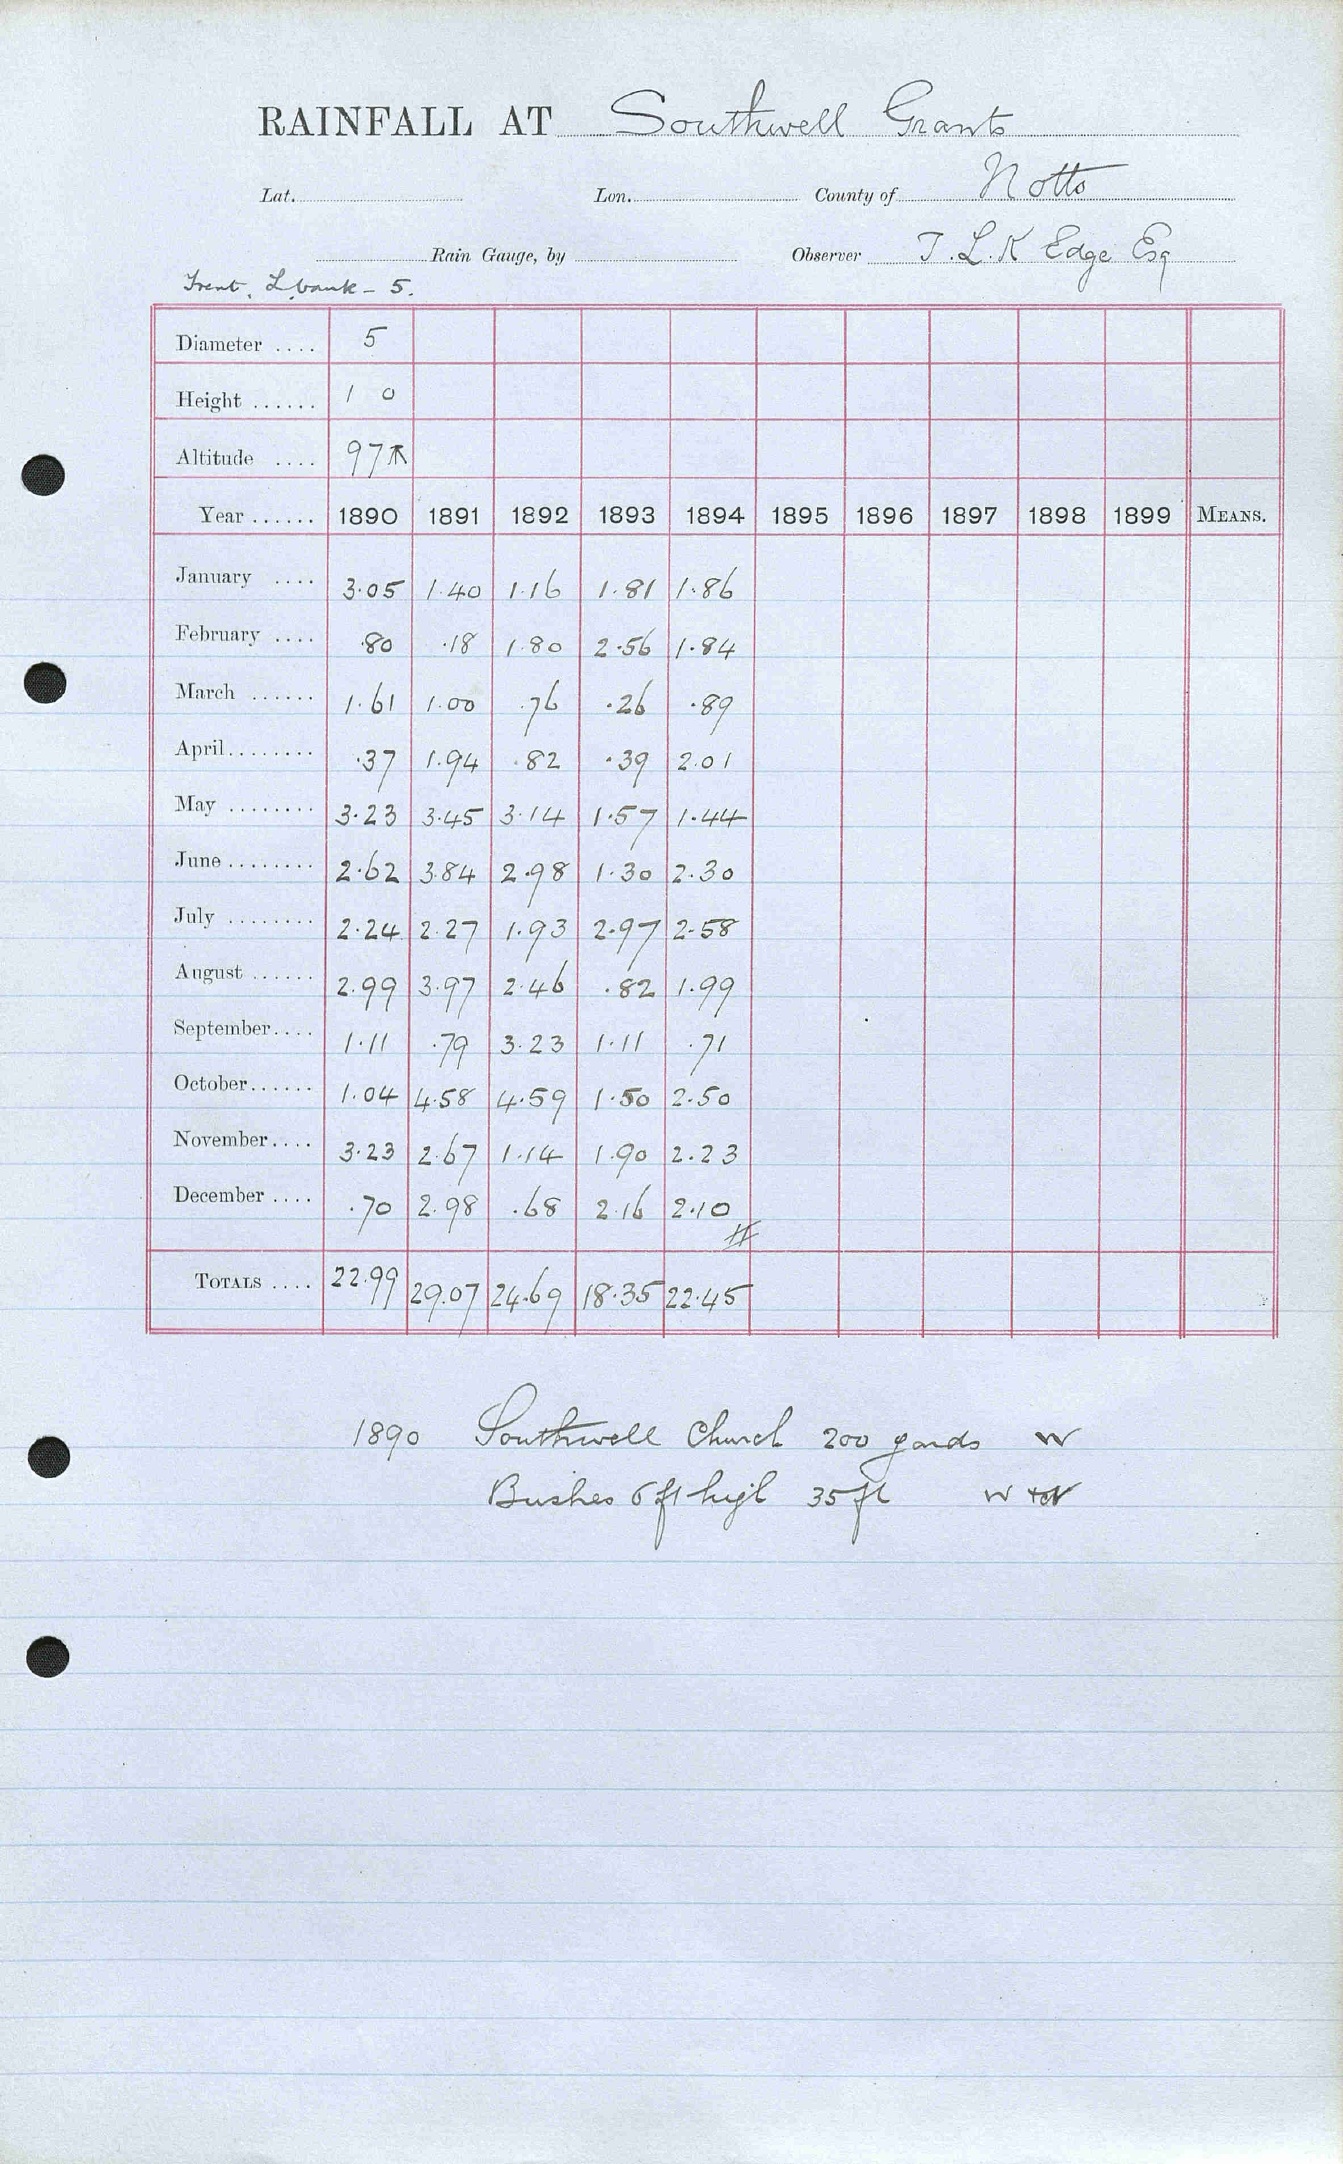 RAINFALL AT Southwell Grants
Lat. Lon. County of Notts
Rain Gauge, by Observer T. L. K Edge Esq
Trent, L bank - 5.
Diameter .... 5
Height ...... 1 0
Altitude .... 97
Year ...... 1890 1891 1892 1893 1894 1895 1896 1897 1898 1899 MEANS.
January .... 3.05 1.40 1.16 1.81 1.86
February .... .80 .18 1.80 2.56 1.84
March ...... 1.61 1.00 .76 .26 .89
April........ .37 1.94 .82 .39 2.01
May ........ 3.23 3.45 3.14 1.57 1.44
June ........ 2.62 3.84 2.98 1.30 2.30
July ........ 2.24 2.27 1.93 2.97 2.58
August ...... 2.99 3.97 2.46 .82 1.99
September.... 1.11 .79 3.23 1.11 .71
October...... 1.04 4.58 4.59 1.50 2.50
November.... 3.23 2.67 1.14 1.90 2.23
December .... .70 2.98 .68 2.16 2.10
TOTALS .... 22.99 29.07 24.69 18.35 22.45
1890 Southwell Church 200 yards W
Bushes 6 ft high 35 ft W